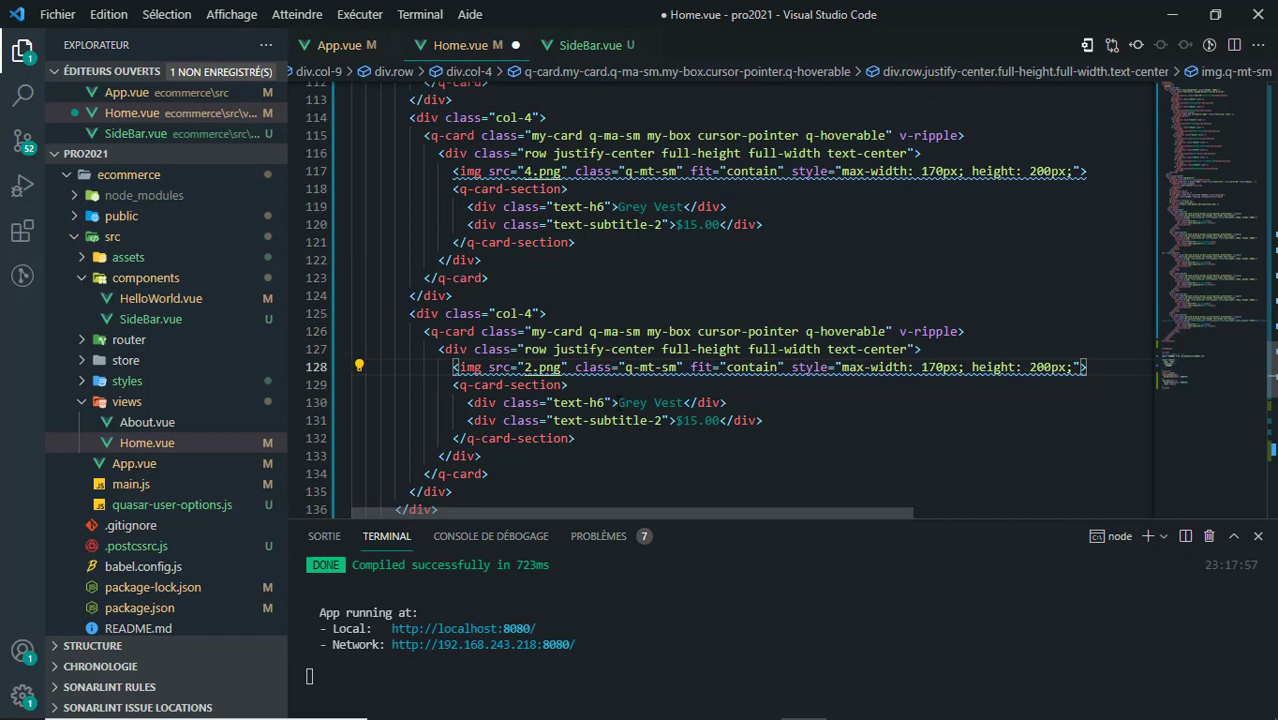 Fichier Edition Sélection Affichage Atteindre Exécuter Terminal Aide
● Home.vue - pro2021 - Visual Studio Code
EXPLORATEUR
ÉDITEURS OUVERTS 1 NON ENREGISTRÉ(S)
App.vue ecommerce\src
Home.vue ecommerce\src\v... M
SideBar.vue ecommerce\src\... U
PRO2021
ecommerce
node_modules
public
src
assets
components
HelloWorld.vue M
SideBar.vue U
router
store
styles
views
About.vue
Home.vue M
App.vue M
main.js M
quasar-user-options.js U
.gitignore
.postcssrc.js U
babel.config.js
package-lock.json M
package.json M
README.md
STRUCTURE
CHRONOLOGIE
SONARLINT RULES
SONARLINT ISSUE LOCATIONS
1
52
1
1
App.vue M
Home.vue M
SideBar.vue U
div.col-9 > div.row > div.col-4 > q-card.my-card.q-ma-sm.my-box.cursor-pointer.q-hoverable > div.row.justify-center.full-height.full-width.text-center > img.q-mt-sm
112 </q-card>
113 </div>
114 <div class="col-4">
115 <q-card class="my-card q-ma-sm my-box cursor-pointer q-hoverable" v-ripple>
116 <div class="row justify-center full-height full-width text-center">
117 <img src="4.png" class="q-mt-sm" fit="contain" style="max-width: 170px; height: 200px;">
118 <q-card-section>
119 <div class="text-h6">Grey Vest</div>
120 <div class="text-subtitle-2">$15.00</div>
121 </q-card-section>
122 </div>
123 </q-card>
124 </div>
125 <div class="col-4">
126 <q-card class="my-card q-ma-sm my-box cursor-pointer q-hoverable" v-ripple>
127 <div class="row justify-center full-height full-width text-center">
128 <img src="2.png" class="q-mt-sm" fit="contain" style="max-width: 170px; height: 200px;">
129 <q-card-section>
130 <div class="text-h6">Grey Vest</div>
131 <div class="text-subtitle-2">$15.00</div>
132 </q-card-section>
133 </div>
134 </q-card>
135 </div>
136 </div>
SORTIE TERMINAL CONSOLE DE DÉBOGAGE PROBLÈMES 7
node
DONE Compiled successfully in 723ms 23:17:57
App running at:
- Local: http://localhost:8080/
- Network: http://192.168.243.218:8080/